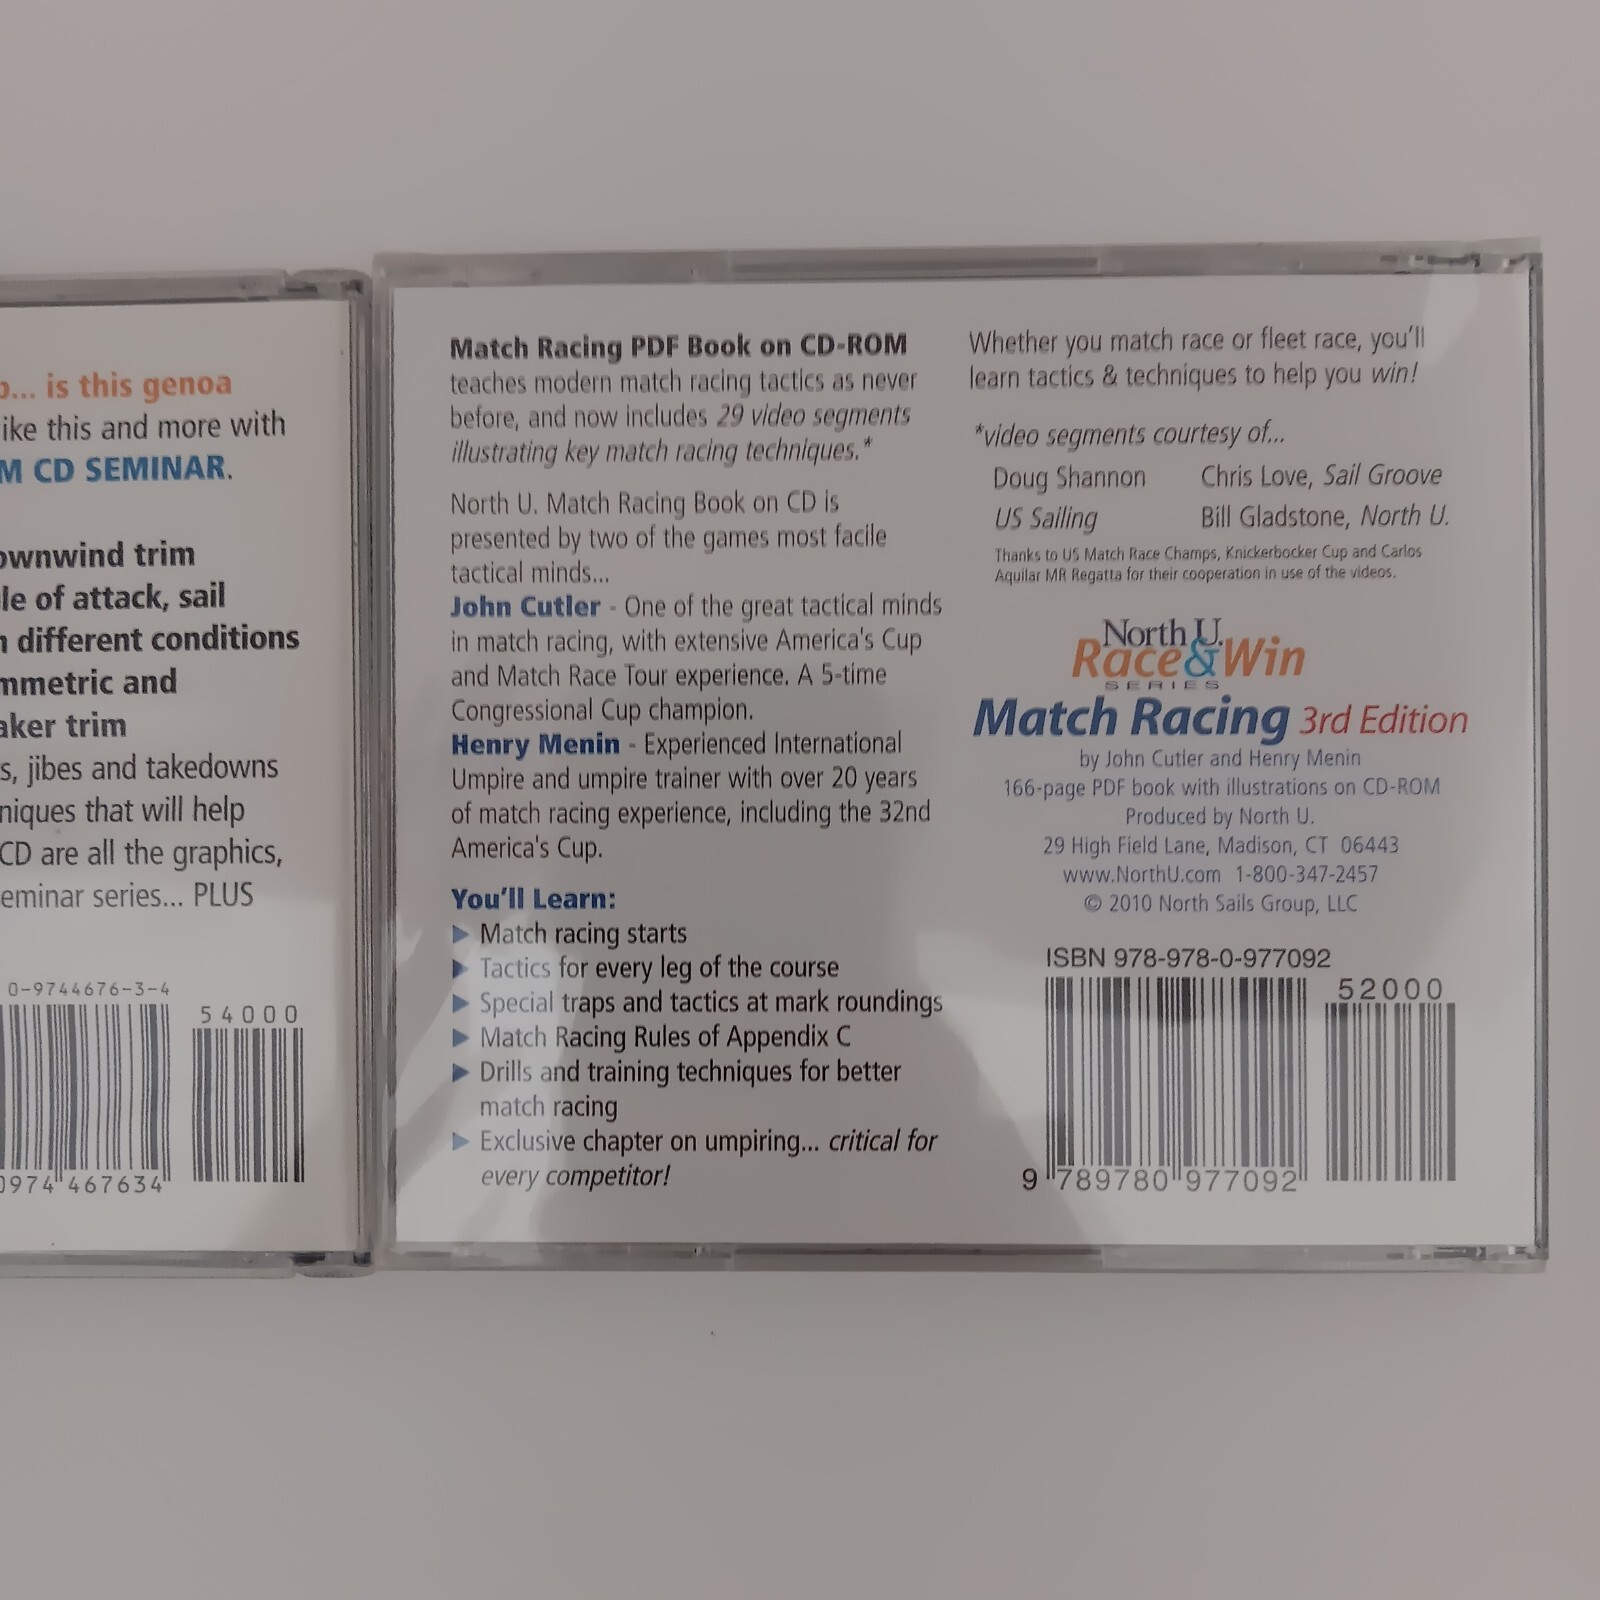 ... is this genoa
like this and more with
M CD SEMINAR.
ownwind trim
le of attack, sail
different conditions
mmetric and
aker trim
s, jibes and takedowns
niques that will help
CD are all the graphics,
eminar series... PLUS
0-9744676-3-4
54000
0974 467634
Match Racing PDF Book on CD-ROM
teaches modern match racing tactics as never
before, and now includes 29 video segments
illustrating key match racing techniques.*
North U. Match Racing Book on CD is
presented by two of the games most facile
tactical minds...
John Cutler - One of the great tactical minds
in match racing, with extensive America's Cup
and Match Race Tour experience. A 5-time
Congressional Cup champion.
Henry Menin - Experienced International
Umpire and umpire trainer with over 20 years
of match racing experience, including the 32nd
America's Cup.
You'll Learn:
Match racing starts
Tactics for every leg of the course
Special traps and tactics at mark roundings
Match Racing Rules of Appendix C
Drills and training techniques for better
match racing
Exclusive chapter on umpiring... critical for
every competitor!
Whether you match race or fleet race, you'll
learn tactics & techniques to help you win!
*video segments courtesy of...
Doug Shannon Chris Love, Sail Groove
US Sailing Bill Gladstone, North U.
Thanks to US Match Race Champs, Knickerbocker Cup and Carlos
Aquilar MR Regatta for their cooperation in use of the videos.
North U.
Race & Win
SERIES
Match Racing 3rd Edition
by John Cutler and Henry Menin
166-page PDF book with illustrations on CD-ROM
Produced by North U.
29 High Field Lane, Madison, CT 06443
www.NorthU.com 1-800-347-2457
© 2010 North Sails Group, LLC
ISBN 978-978-0-977092
52000
9 789780 977092